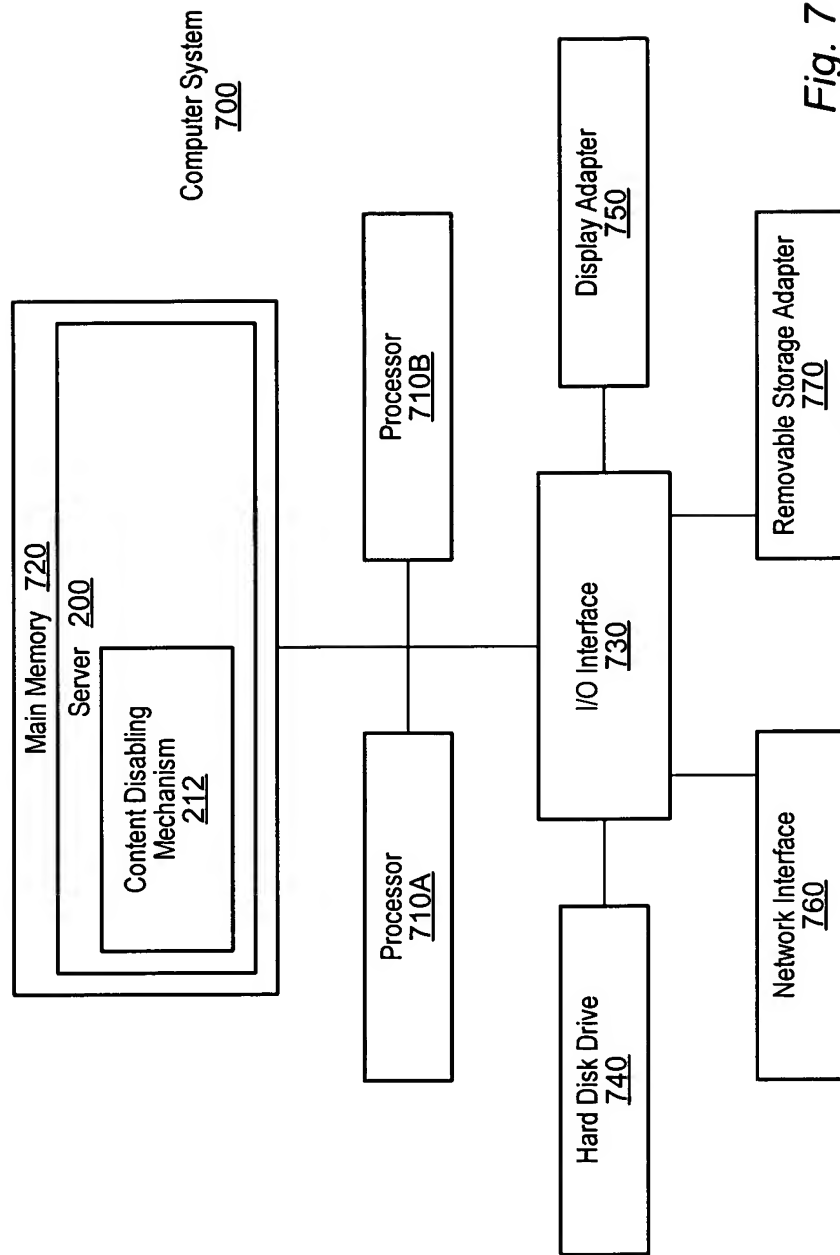 Computer System
700
Main Memory 720
Server 200
Content Disabling
Mechanism
212
Processor
710A
Processor
710B
I/O Interface
730
Hard Disk Drive
740
Display Adapter
750
Network Interface
760
Removable Storage Adapter
770
Fig. 7